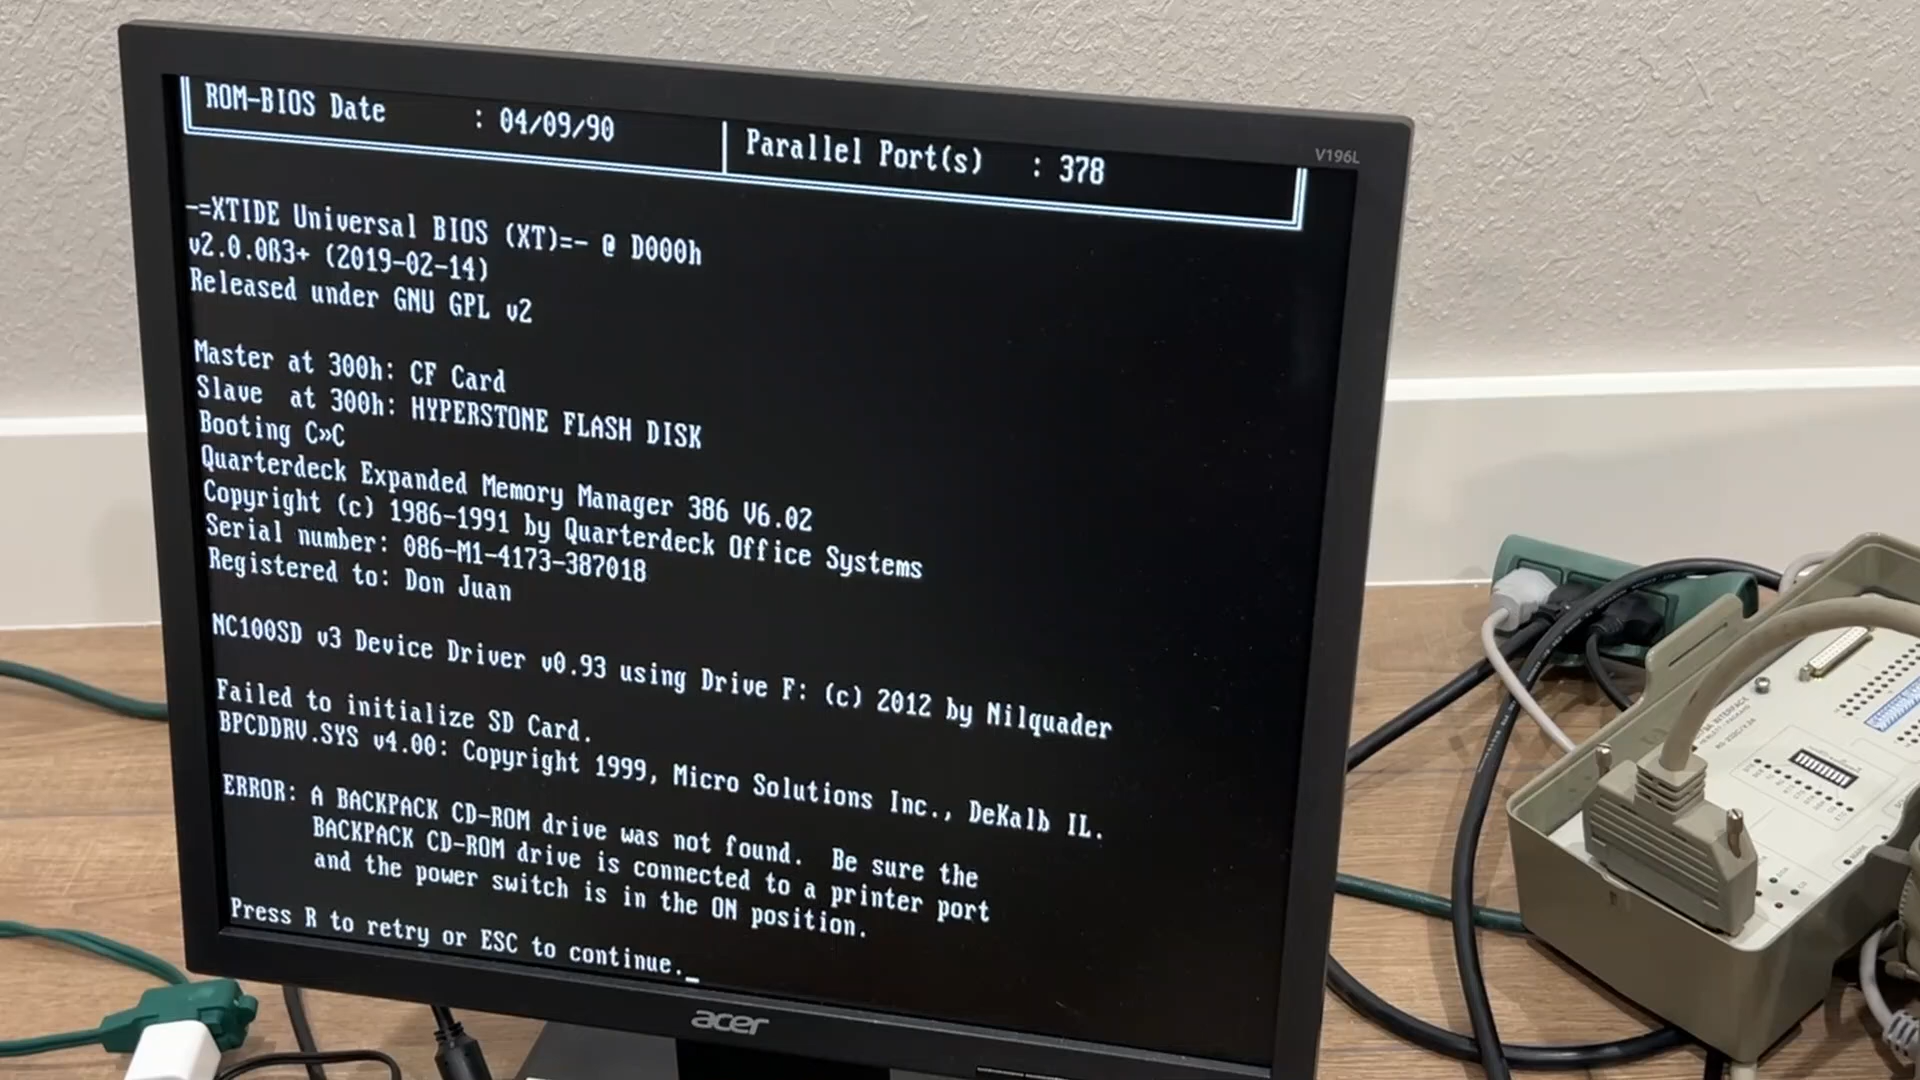 ROM-BIOS Date : 04/09/90
Parallel Port(s) : 378
V196L
-=XTIDE Universal BIOS (XT)=- @ D000h
v2.0.0ß3+ (2019-02-14)
Released under GNU GPL v2
Master at 300h: CF Card
Slave at 300h: HYPERSTONE FLASH DISK
Booting C»C
Quarterdeck Expanded Memory Manager 386 V6.02
Copyright (c) 1986-1991 by Quarterdeck Office Systems
Serial number: 086-M1-4173-387018
Registered to: Don Juan
NC100SD v3 Device Driver v0.93 using Drive F: (c) 2012 by Nilquader
Failed to initialize SD Card.
BPCDDRV.SYS v4.00: Copyright 1999, Micro Solutions Inc., DeKalb IL.
ERROR: A BACKPACK CD-ROM drive was not found. Be sure the
BACKPACK CD-ROM drive is connected to a printer port
and the power switch is in the ON position.
Press R to retry or ESC to continue._
acer
INTERFACE